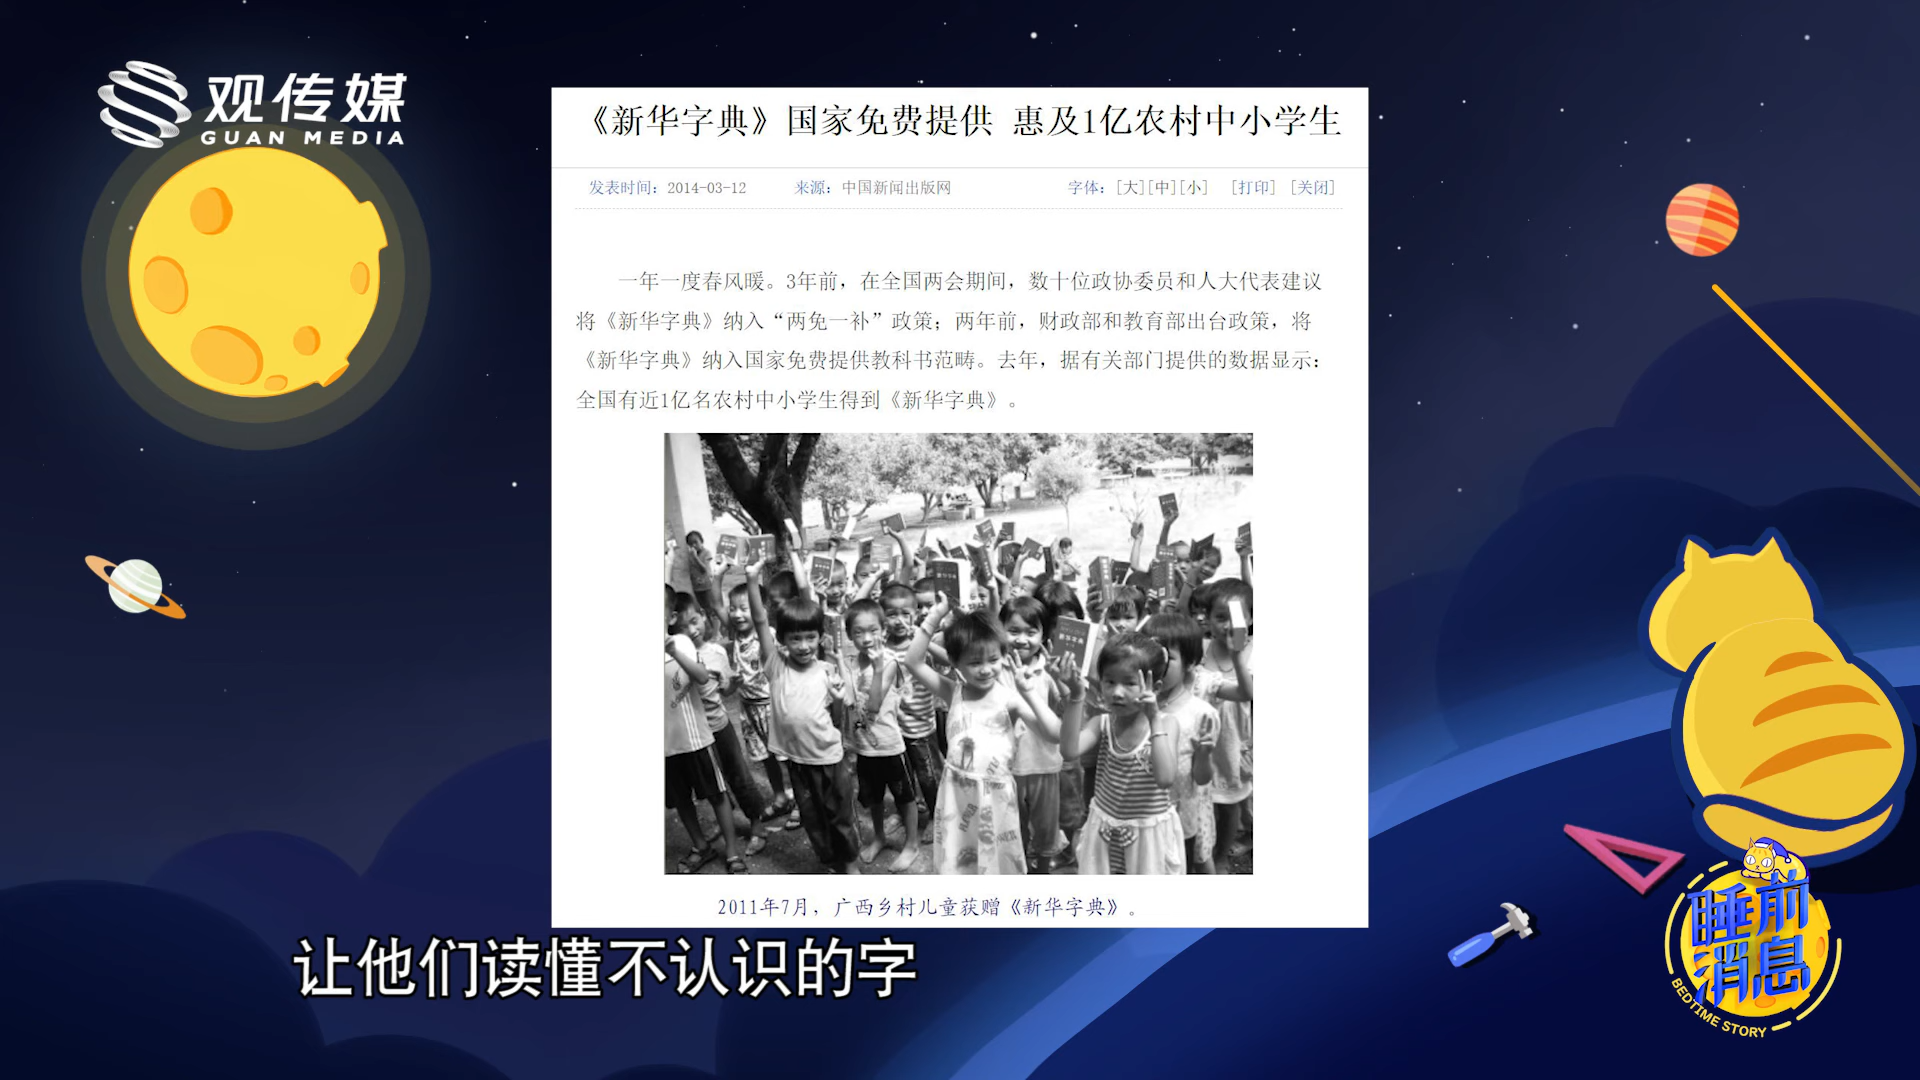 观传媒
GUAN MEDIA
《新华字典》国家免费提供 惠及1亿农村中小学生
发表时间：2014-03-12 来源：中国新闻出版网 字体：[大][中][小] [打印] [关闭]
一年一度春风暖。3年前，在全国两会期间，数十位政协委员和人大代表建议
将《新华字典》纳入“两免一补”政策；两年前，财政部和教育部出台政策，将
《新华字典》纳入国家免费提供教科书范畴。去年，据有关部门提供的数据显示：
全国有近1亿名农村中小学生得到《新华字典》。
2011年7月，广西乡村儿童获赠《新华字典》。
让他们读懂不认识的字
睡前
消息
BEDTIME STORY